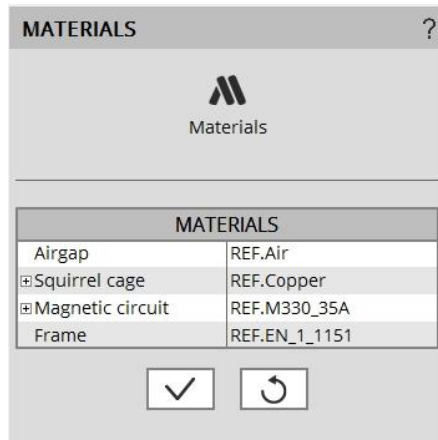 MATERIALS ?
Materials
MATERIALS
Airgap REF.Air
Squirrel cage REF.Copper
Magnetic circuit REF.M330_35A
Frame REF.EN_1_1151